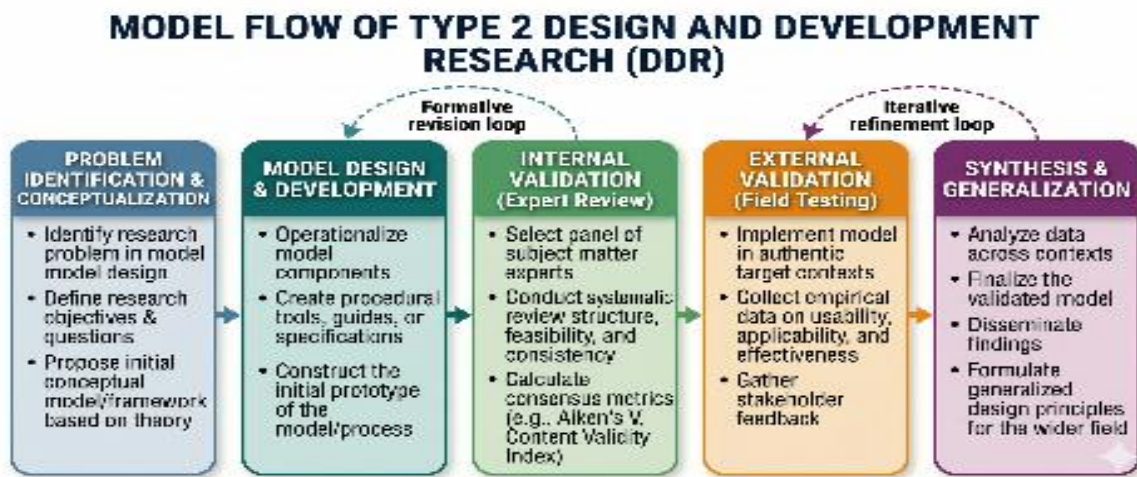 MODEL FLOW OF TYPE 2 DESIGN AND DEVELOPMENT
RESEARCH (DDR)
Formative
revision loop
Iterative
refinement loop
PROBLEM
IDENTIFICATION &
CONCEPTUALIZATION
• Identify research
problem in model
model design
• Define research
objectives &
questions
• Propose initial
conceptual
model/framework
based on theory
MODEL DESIGN
& DEVELOPMENT
• Operationalize
model
components
• Create procedural
tools, guides, or
specifications
• Construct the
initial prototype
of the
model/process
INTERNAL
VALIDATION
(Expert Review)
• Select panel of
subject matter
experts
• Conduct systematic
review structure,
feasibility, and
consistency
• Calculate
consensus metrics
(e.g., Aiken's V,
Content Validity
Index)
EXTERNAL
VALIDATION
(Field Testing)
• Implement model
in authentic
target contexts
• Collect empirical
data on usability,
applicability, and
effectiveness
• Gather
stakeholder
feedback
SYNTHESIS &
GENERALIZATION
• Analyze data
across contexts
• Finalize the
validated model
• Disseminate
findings
• Formulate
generalized
design principles
for the wider field